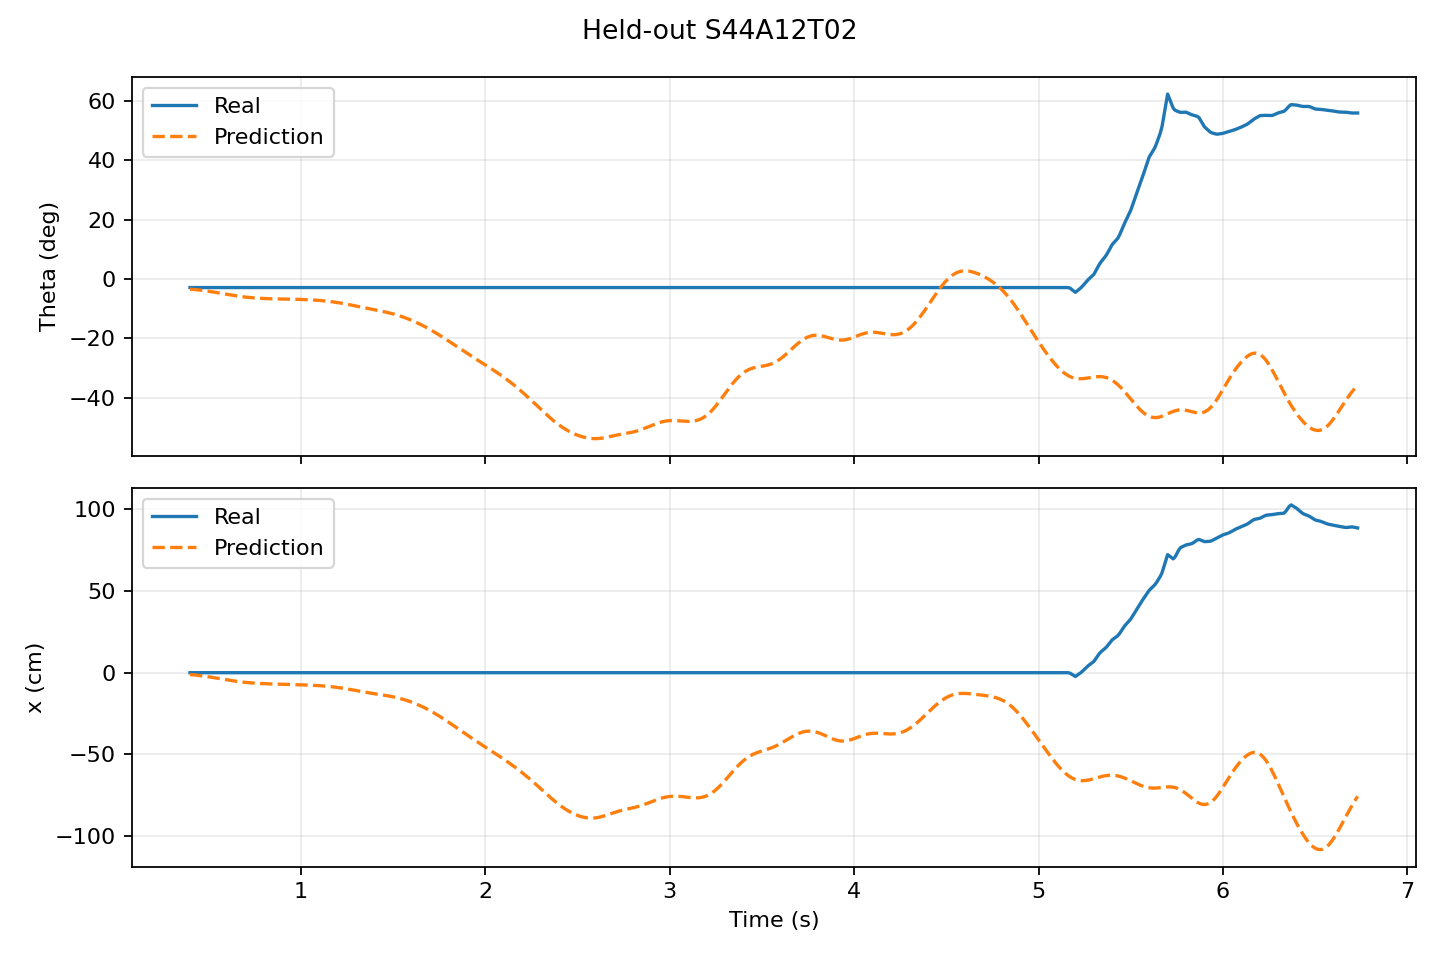 Held-out S44A12T02
Real
Prediction
60
40
20
0
−20
−40
Theta (deg)
Real
Prediction
100
50
0
−50
−100
x (cm)
1 2 3 4 5 6 7
Time (s)